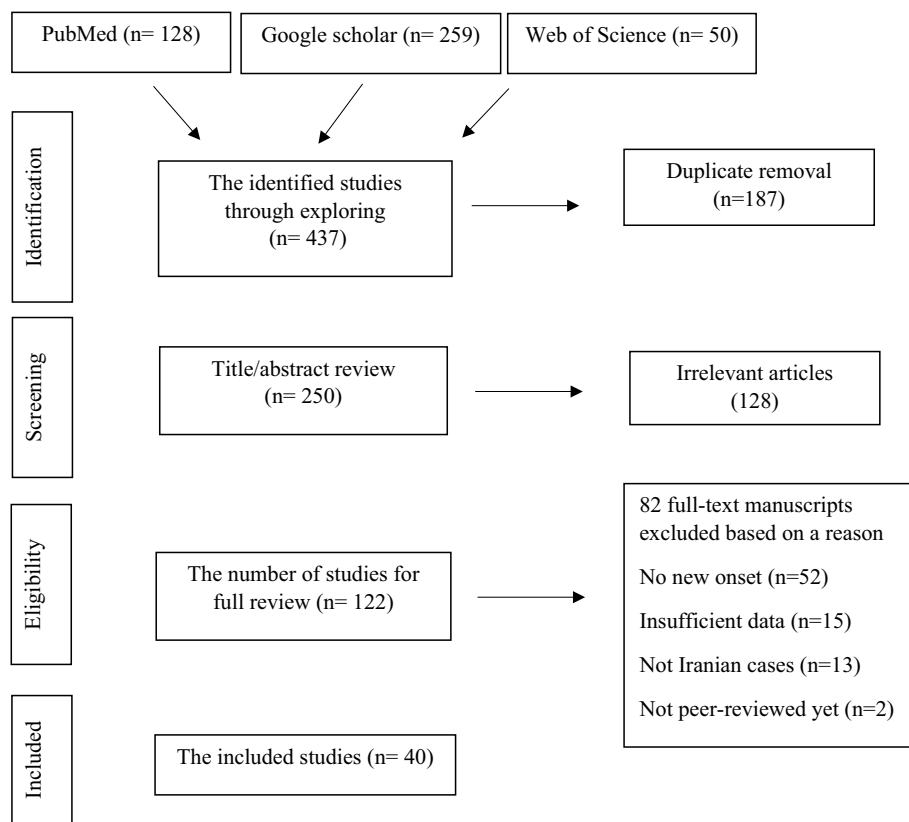 PubMed (n= 128)
Google scholar (n= 259)
Web of Science (n= 50)
Identification
The identified studies
through exploring
(n= 437)
Duplicate removal
(n=187)
Screening
Title/abstract review
(n= 250)
Irrelevant articles
(128)
Eligibility
The number of studies for
full review (n= 122)
82 full-text manuscripts
excluded based on a reason
No new onset (n=52)
Insufficient data (n=15)
Not Iranian cases (n=13)
Not peer-reviewed yet (n=2)
Included
The included studies (n= 40)